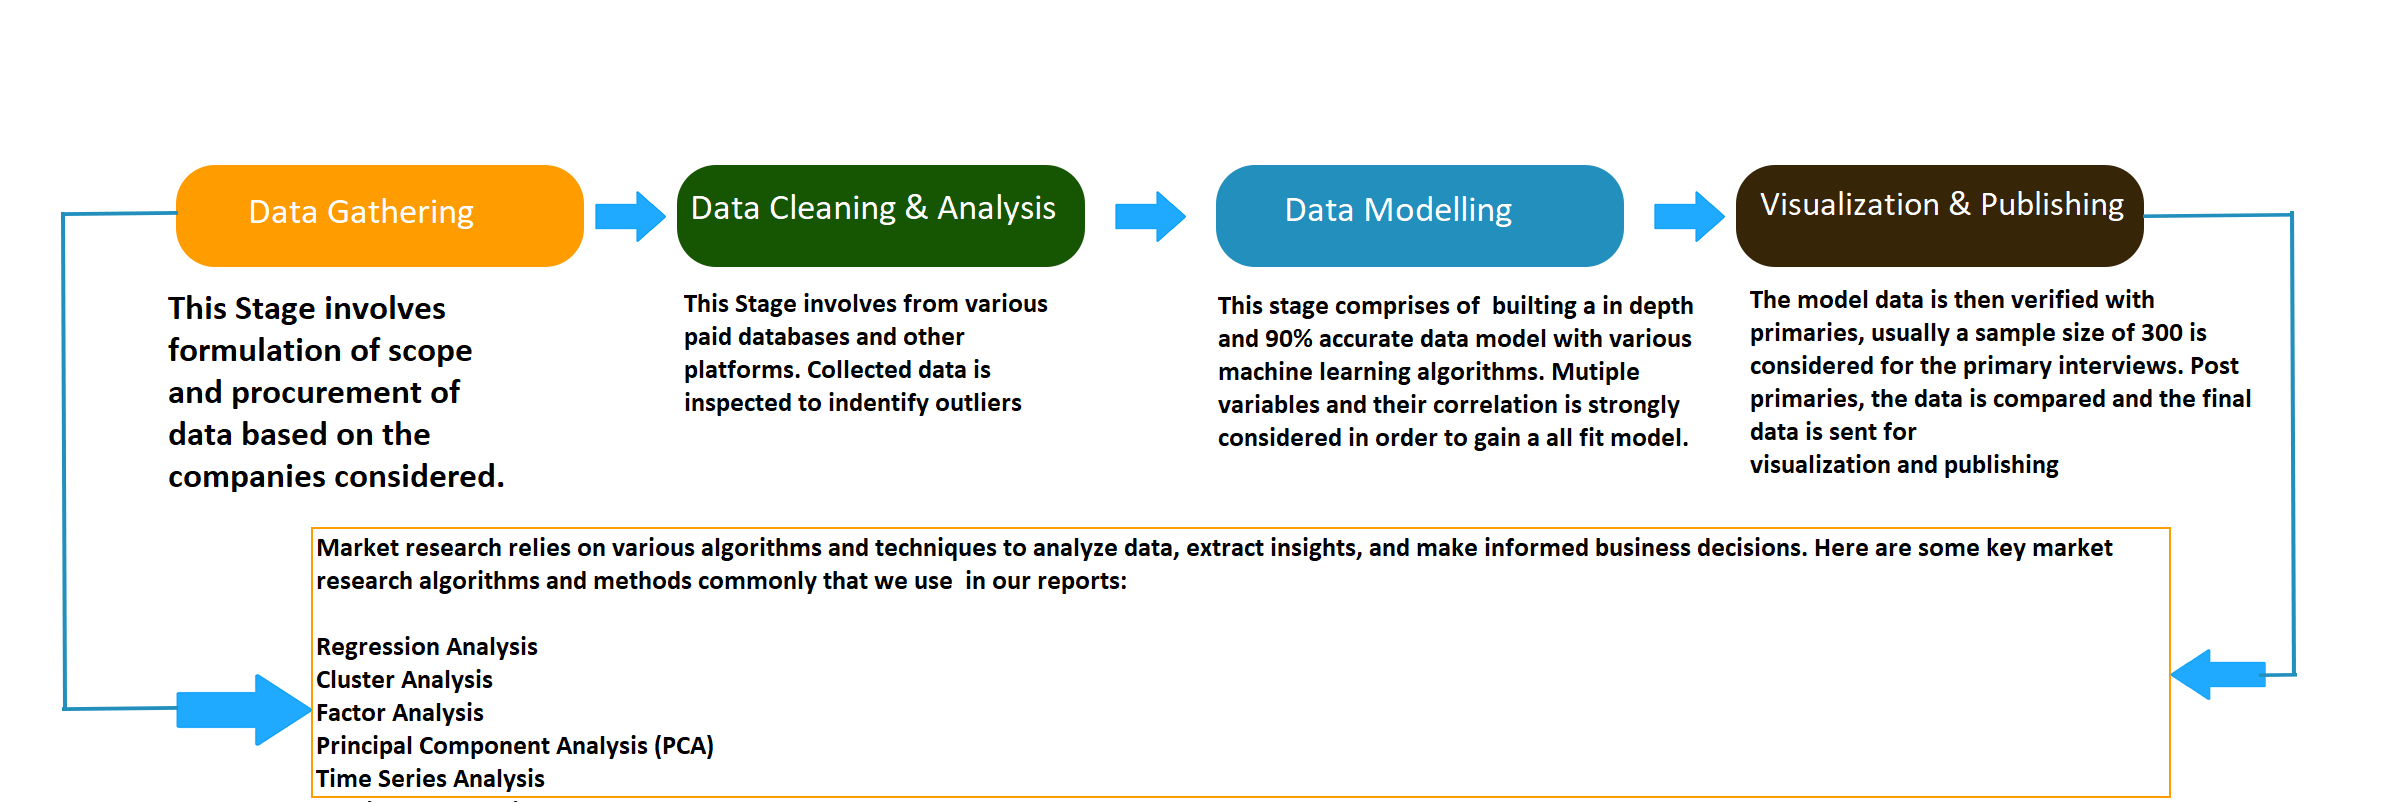 Data Gathering
This Stage involves
formulation of scope
and procurement of
data based on the
companies considered.
Data Cleaning & Analysis
This Stage involves from various
paid databases and other
platforms. Collected data is
inspected to indentify outliers
Data Modelling
This stage comprises of  builting a in depth
and 90% accurate data model with various
machine learning algorithms. Mutiple
variables and their correlation is strongly
considered in order to gain a all fit model.
Visualization & Publishing
The model data is then verified with
primaries, usually a sample size of 300 is
considered for the primary interviews. Post
primaries, the data is compared and the final
data is sent for
visualization and publishing
Market research relies on various algorithms and techniques to analyze data, extract insights, and make informed business decisions. Here are some key market
research algorithms and methods commonly that we use  in our reports:
Regression Analysis
Cluster Analysis
Factor Analysis
Principal Component Analysis (PCA)
Time Series Analysis